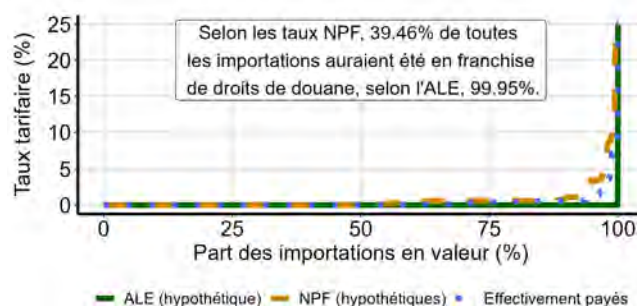 Selon les taux NPF, 39.46% de toutes
les importations auraient été en franchise
de droits de douane, selon l'ALE, 99.95%.
Taux tarifaire (%)
25
20
15
10
5
0
0
25
50
75
100
Part des importations en valeur (%)
ALE (hypothétique)
NPF (hypothétiques)
Effectivement payés